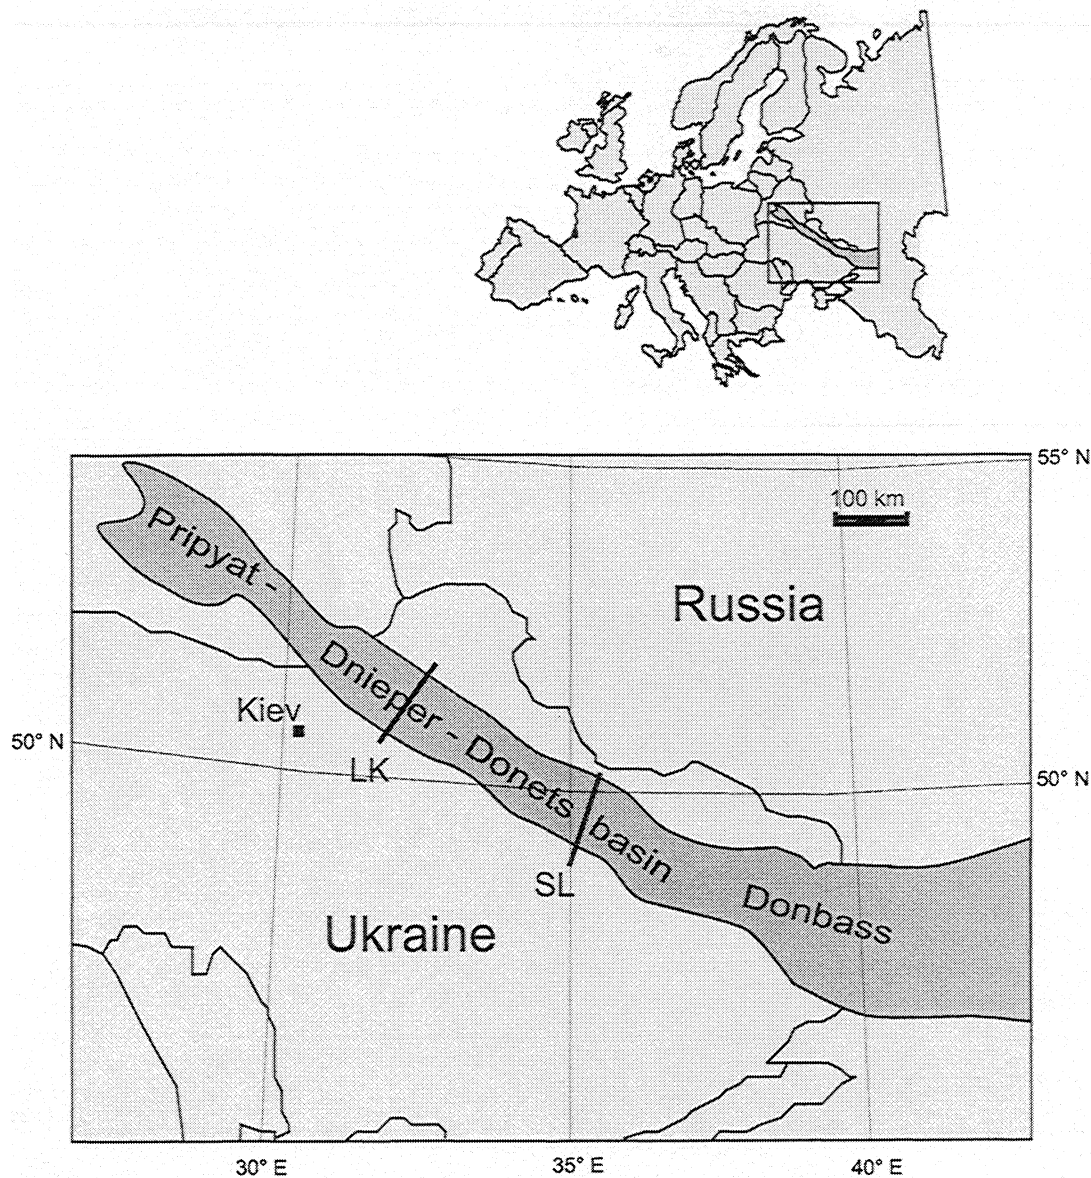 55° N
100 km
Pripyat -
Russia
Dnieper - Donets basin
Kiev
50° N
LK
50° N
SL
Donbass
Ukraine
30° E
35° E
40° E